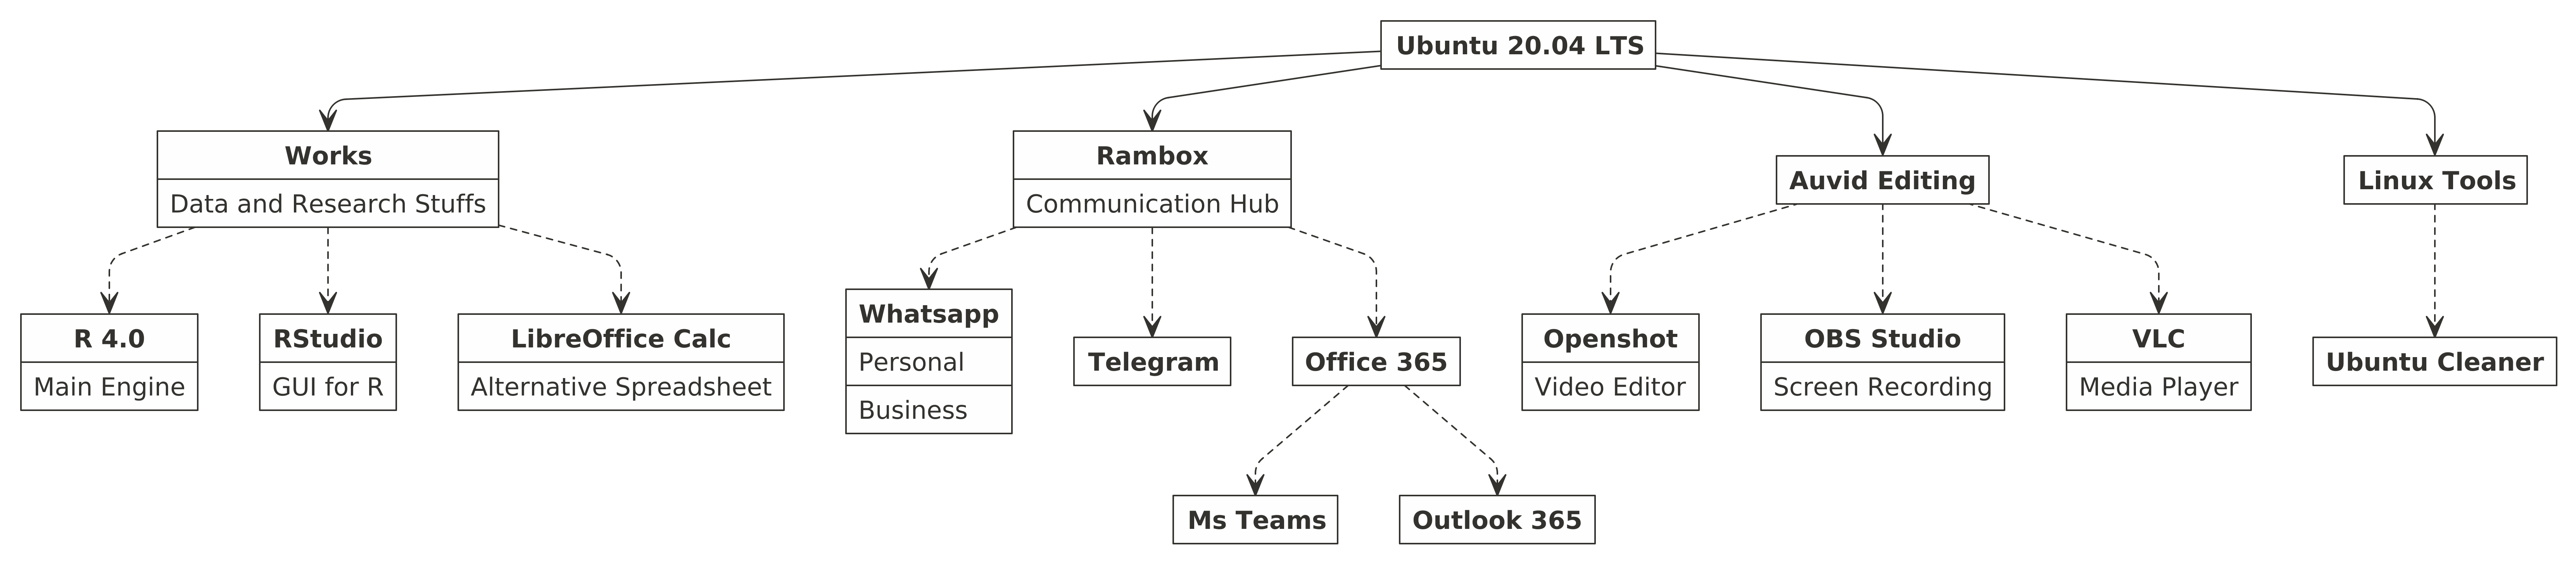 Ubuntu 20.04 LTS
Works
Data and Research Stuffs
Rambox
Communication Hub
Auvid Editing
Linux Tools
R 4.0
Main Engine
RStudio
GUI for R
LibreOffice Calc
Alternative Spreadsheet
Whatsapp
Personal
Business
Telegram
Office 365
Openshot
Video Editor
OBS Studio
Screen Recording
VLC
Media Player
Ubuntu Cleaner
Ms Teams
Outlook 365